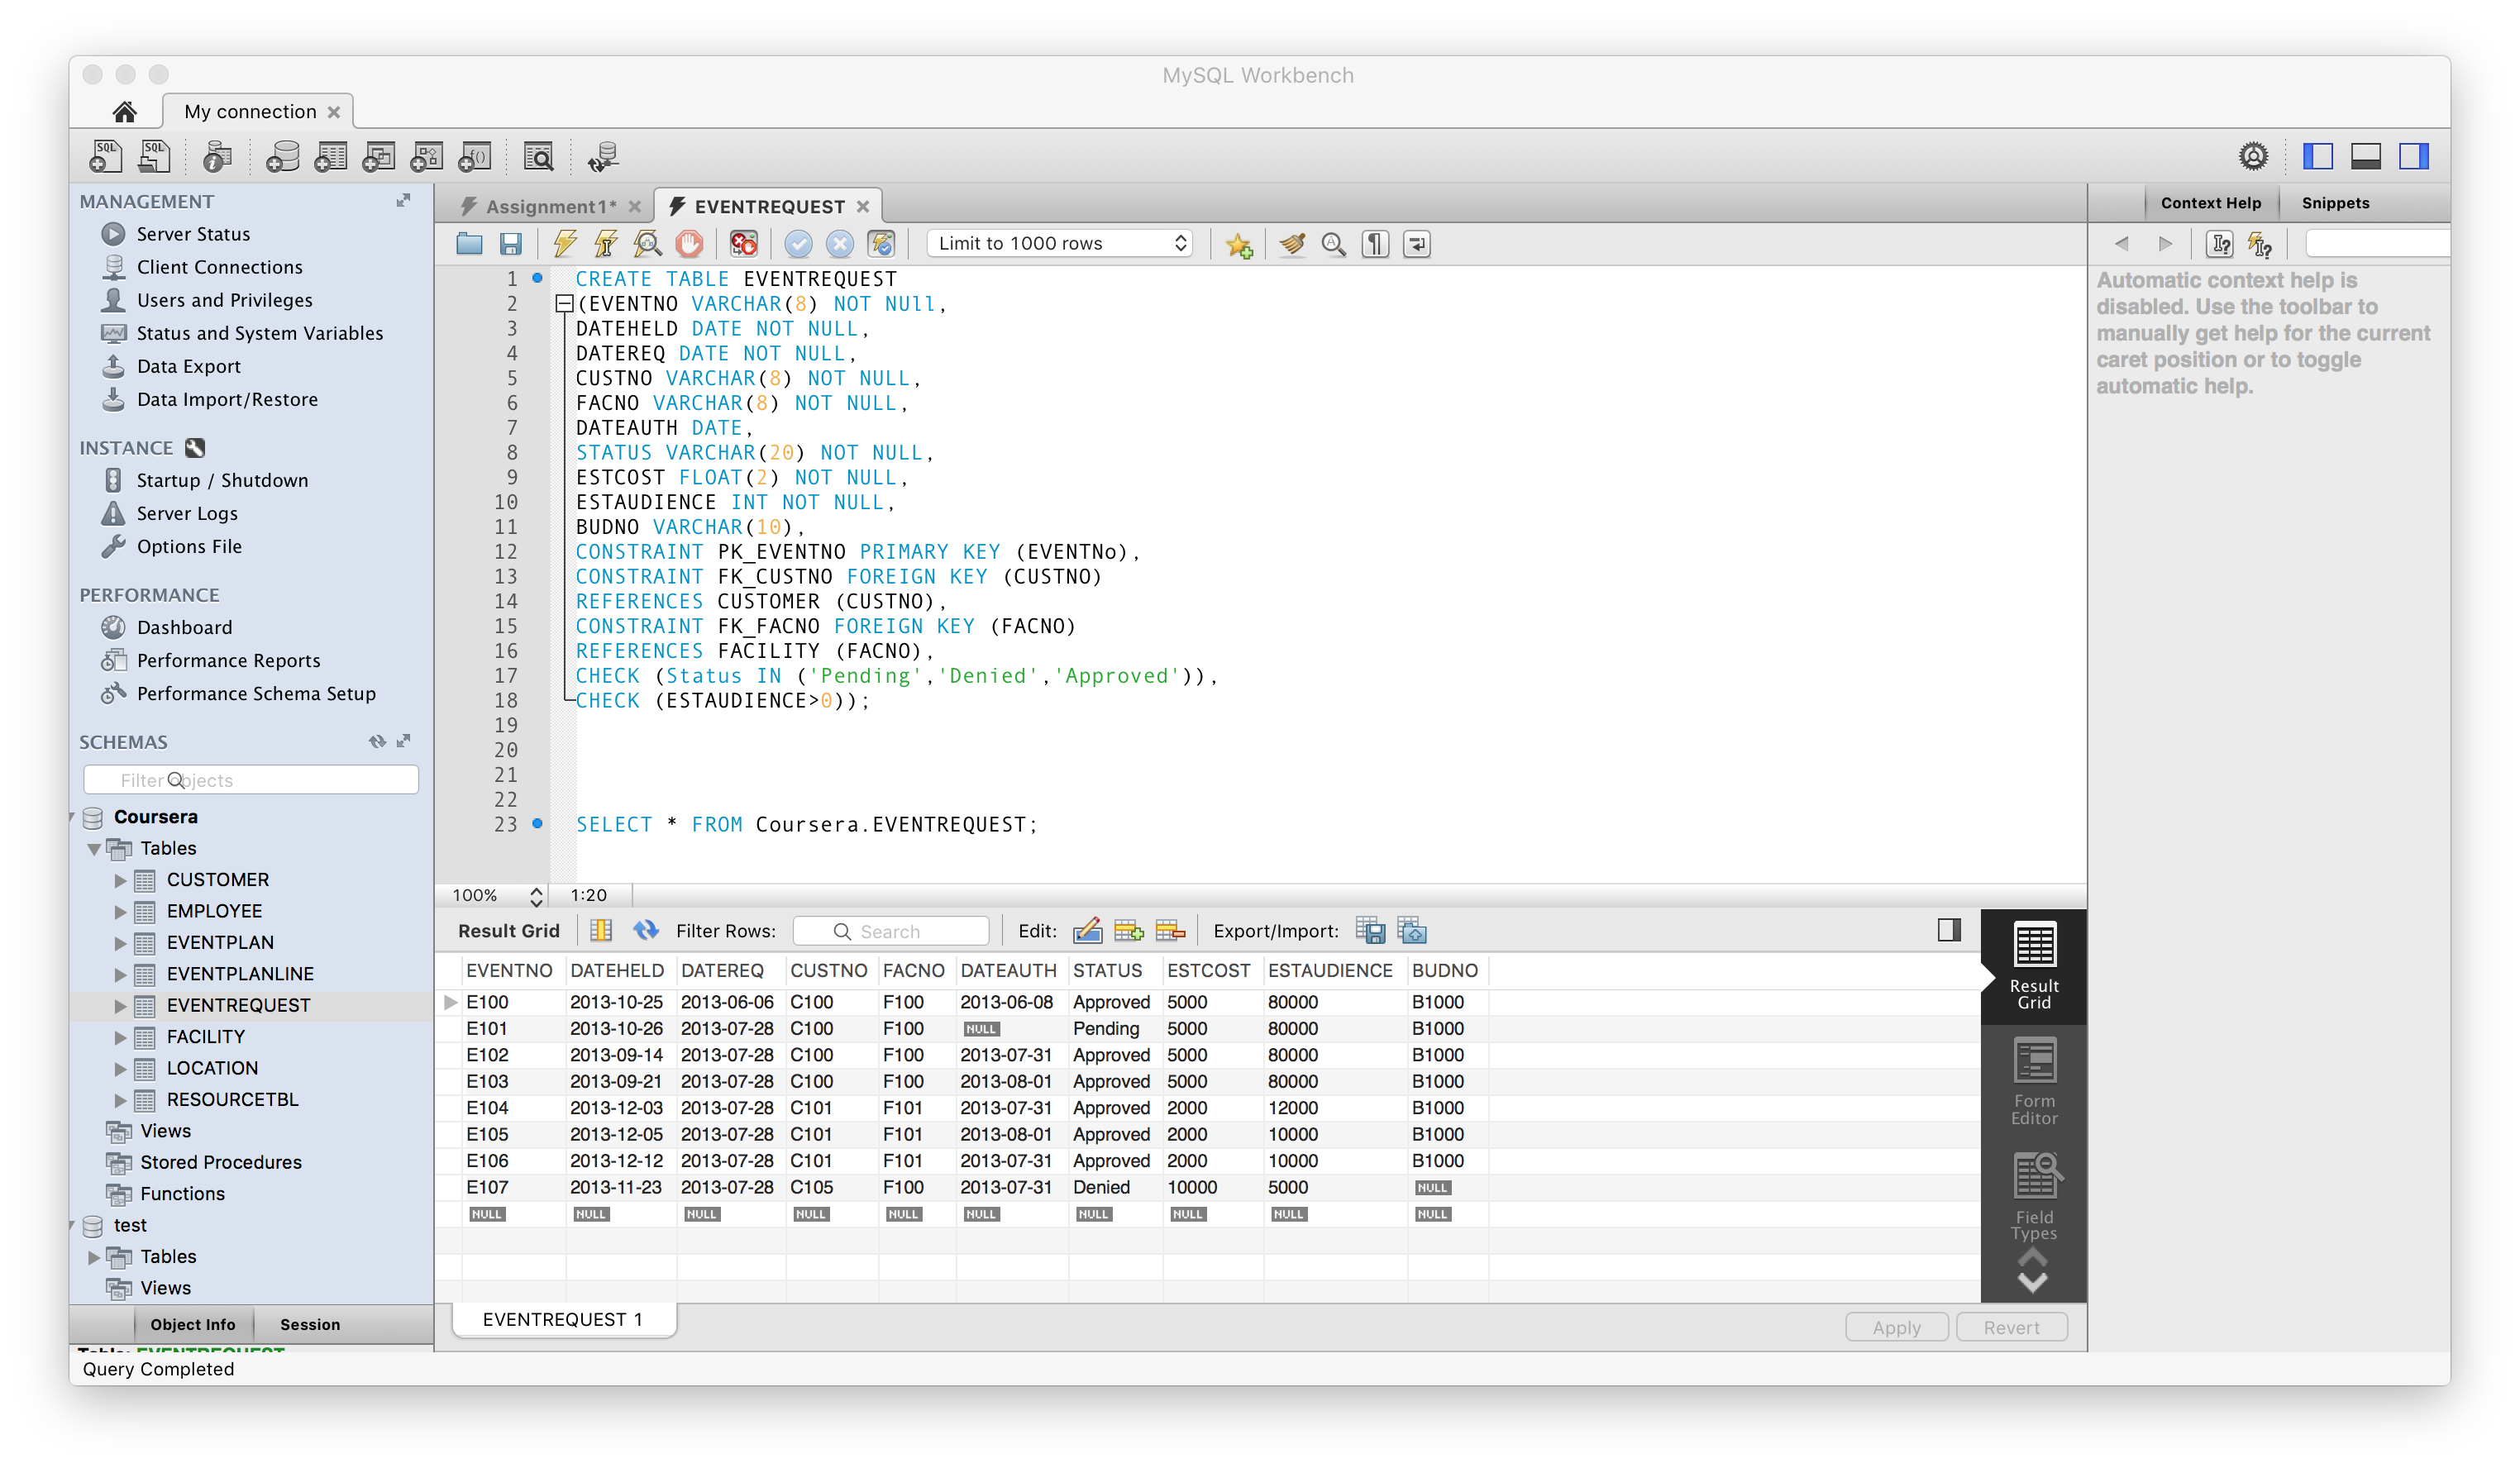 MySQL Workbench
My connection
SQL SQL
MANAGEMENT
Server Status
Client Connections
Users and Privileges
Status and System Variables
Data Export
Data Import/Restore
INSTANCE
Startup / Shutdown
Server Logs
Options File
PERFORMANCE
Dashboard
Performance Reports
Performance Schema Setup
SCHEMAS
Filter objects
Coursera
Tables
CUSTOMER
EMPLOYEE
EVENTPLAN
EVENTPLANLINE
EVENTREQUEST
FACILITY
LOCATION
RESOURCETBL
Views
Stored Procedures
Functions
test
Tables
Views
Object Info Session
Table: EVENTREQUEST
Query Completed
Assignment1* EVENTREQUEST
Limit to 1000 rows
1 CREATE TABLE EVENTREQUEST
2 (EVENTNO VARCHAR(8) NOT NUll,
3 DATEHELD DATE NOT NULL,
4 DATEREQ DATE NOT NULL,
5 CUSTNO VARCHAR(8) NOT NULL,
6 FACNO VARCHAR(8) NOT NULL,
7 DATEAUTH DATE,
8 STATUS VARCHAR(20) NOT NULL,
9 ESTCOST FLOAT(2) NOT NULL,
10 ESTAUDIENCE INT NOT NULL,
11 BUDNO VARCHAR(10),
12 CONSTRAINT PK_EVENTNO PRIMARY KEY (EVENTNo),
13 CONSTRAINT FK_CUSTNO FOREIGN KEY (CUSTNO)
14 REFERENCES CUSTOMER (CUSTNO),
15 CONSTRAINT FK_FACNO FOREIGN KEY (FACNO)
16 REFERENCES FACILITY (FACNO),
17 CHECK (Status IN ('Pending','Denied','Approved')),
18 CHECK (ESTAUDIENCE>0));
19
20
21
22
23 SELECT * FROM Coursera.EVENTREQUEST;
100% 1:20
Result Grid Filter Rows: Search Edit: Export/Import:
EVENTNO DATEHELD DATEREQ CUSTNO FACNO DATEAUTH STATUS ESTCOST ESTAUDIENCE BUDNO
E100 2013-10-25 2013-06-06 C100 F100 2013-06-08 Approved 5000 80000 B1000
E101 2013-10-26 2013-07-28 C100 F100 NULL Pending 5000 80000 B1000
E102 2013-09-14 2013-07-28 C100 F100 2013-07-31 Approved 5000 80000 B1000
E103 2013-09-21 2013-07-28 C100 F100 2013-08-01 Approved 5000 80000 B1000
E104 2013-12-03 2013-07-28 C101 F101 2013-07-31 Approved 2000 12000 B1000
E105 2013-12-05 2013-07-28 C101 F101 2013-08-01 Approved 2000 10000 B1000
E106 2013-12-12 2013-07-28 C101 F101 2013-07-31 Approved 2000 10000 B1000
E107 2013-11-23 2013-07-28 C105 F100 2013-07-31 Denied 10000 5000 NULL
NULL NULL NULL NULL NULL NULL NULL NULL NULL NULL
EVENTREQUEST 1
Apply Revert
Result
Grid
Form
Editor
Field
Types
Context Help Snippets
Automatic context help is
disabled. Use the toolbar to
manually get help for the current
caret position or to toggle
automatic help.